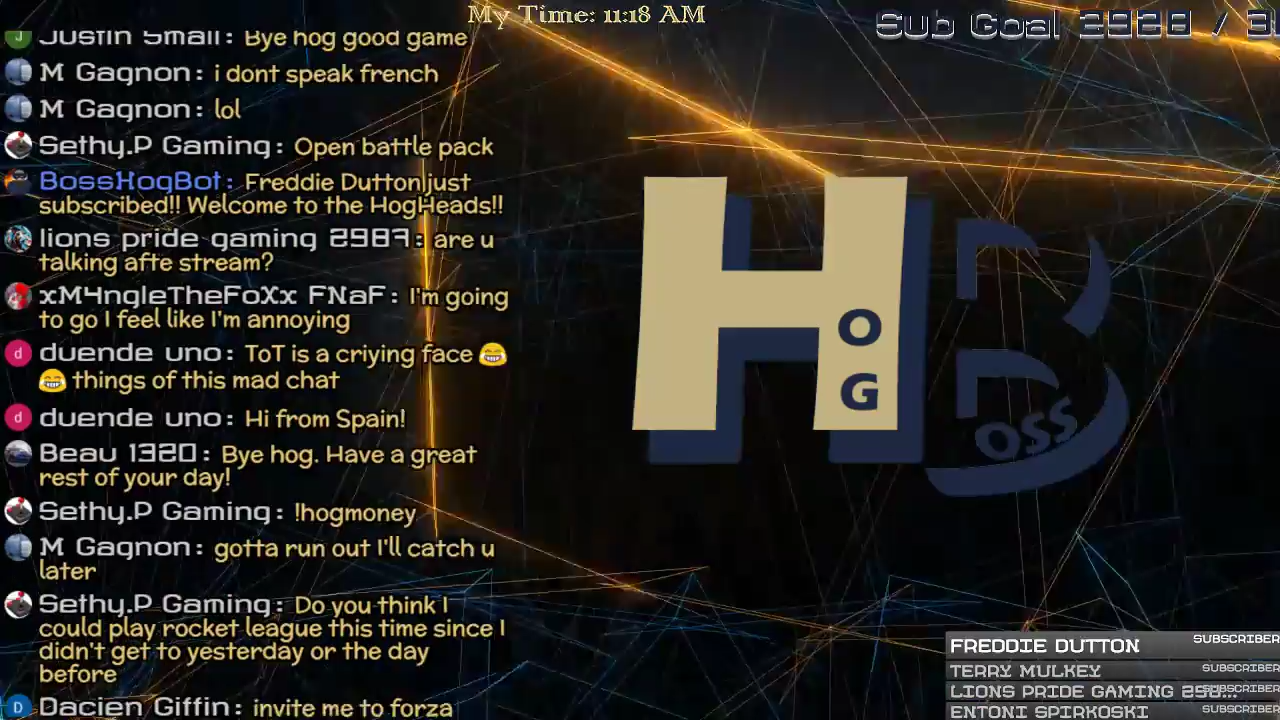 My Time: 11:18 AM
Sub Goal 2928 / 3
J
Justin Small: Bye hog good game
M Gagnon: i dont speak french
M Gagnon: lol
Sethy.P Gaming: Open battle pack
BossHogBot: Freddie Dutton just
subscribed!! Welcome to the HogHeads!!
lions pride gaming 2987: are u
talking afte stream?
xM4ngleTheFoXx FNaF: I'm going
to go I feel like I'm annoying
d duende uno: ToT is a criying face 😂
😂 things of this mad chat
d duende uno: Hi from Spain!
Beau 1320: Bye hog. Have a great
rest of your day!
Sethy.P Gaming: !hogmoney
M Gagnon: gotta run out I'll catch u
later
Sethy.P Gaming: Do you think I
could play rocket league this time since I
didn't get to yesterday or the day
before
D Dacien Giffin: invite me to forza
H
O
G
B
OSS
FREDDIE DUTTON SUBSCRIBER
TERRY MULKEY SUBSCRIBER
LIONS PRIDE GAMING SUBSCRIBER
ENTONI SPIRKOSKI SUBSCRIBER